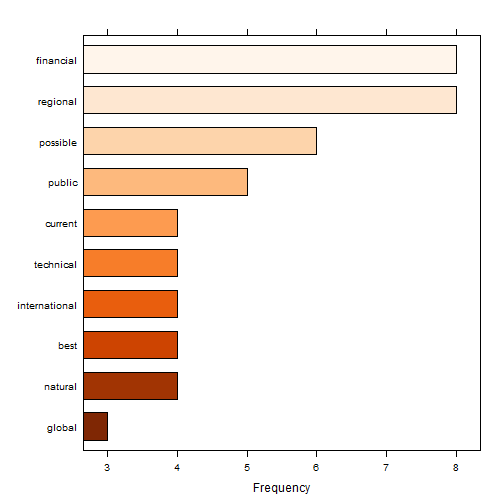 financial
regional
possible
public
current
technical
international
best
natural
global
3 4 5 6 7 8
Frequency